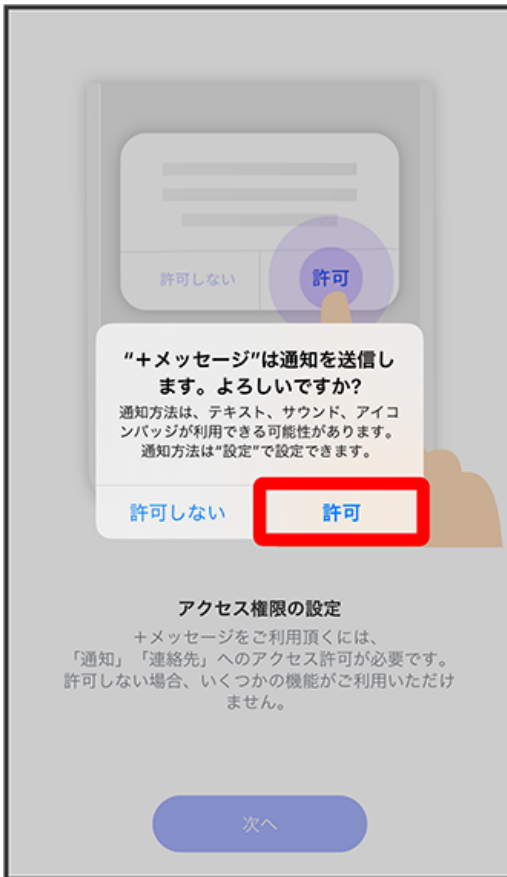 許可しない
許可
“＋メッセージ”は通知を送信し
ます。よろしいですか?
通知方法は、テキスト、サウンド、アイコ
ンバッジが利用できる可能性があります。
通知方法は“設定”で設定できます。
許可しない
許可
アクセス権限の設定
＋メッセージをご利用頂くには、
「通知」「連絡先」へのアクセス許可が必要です。
許可しない場合、いくつかの機能がご利用いただけ
ません。
次へ